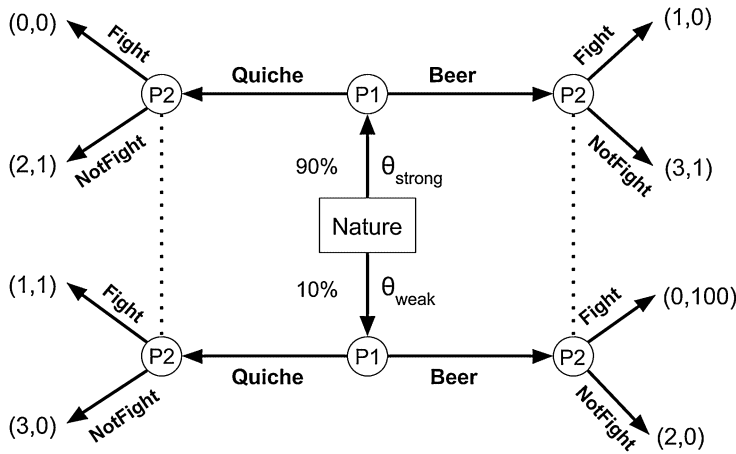 (0,0)
Fight
Quiche
Beer
Fight
(1,0)
P2
P1
P2
(2,1)
NotFight
NotFight
(3,1)
90%
θstrong
Nature
10%
θweak
(1,1)
Fight
Fight
(0,100)
P2
P1
P2
Quiche
Beer
(3,0)
NotFight
NotFight
(2,0)